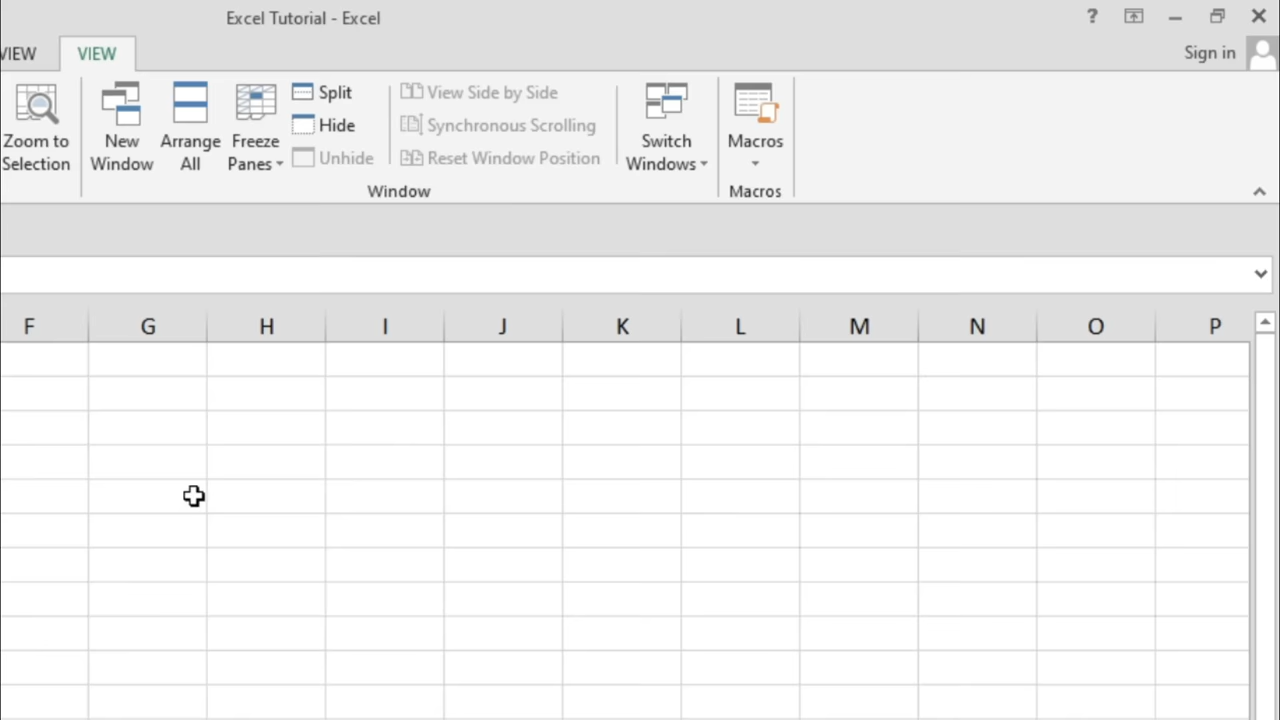 Excel Tutorial - Excel
?
VIEW VIEW Sign in
Zoom to Selection
New Window
Arrange All
Freeze Panes
Split
Hide
Unhide
View Side by Side
Synchronous Scrolling
Reset Window Position
Switch Windows
Macros
Window Macros
F G H I J K L M N O P